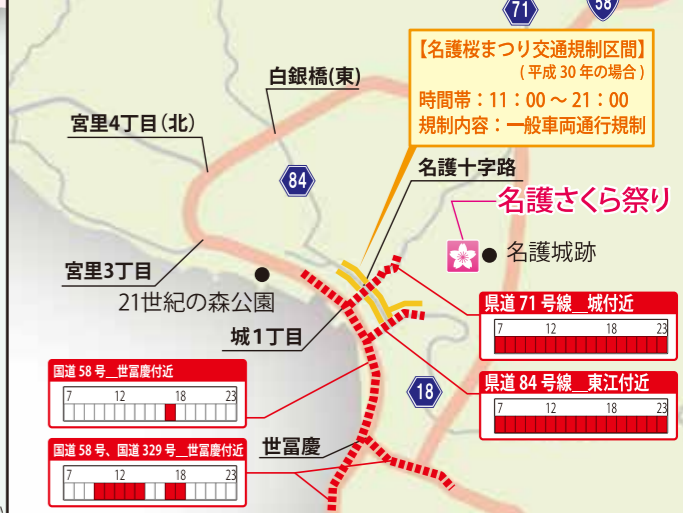 71
58
【名護桜まつり交通規制区間】
(平成30年の場合)
時間帯：11：00～21：00
規制内容：一般車両通行規制
白銀橋(東)
宮里4丁目(北)
84
名護十字路
名護さくら祭り
名護城跡
宮里3丁目
21世紀の森公園
県道71号線__城付近
7 12 18 23
城1丁目
国道58号__世冨慶付近
7 12 18 23
県道84号線__東江付近
7 12 18 23
18
世冨慶
国道58号、国道329号__世冨慶付近
7 12 18 23